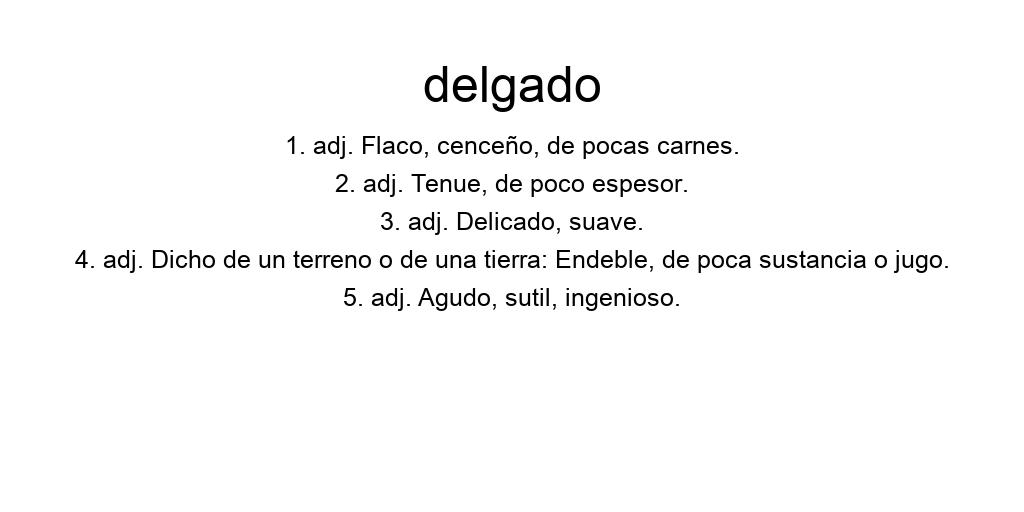 delgado
1. adj. Flaco, cenceño, de pocas carnes.
2. adj. Tenue, de poco espesor.
3. adj. Delicado, suave.
4. adj. Dicho de un terreno o de una tierra: Endeble, de poca sustancia o jugo.
5. adj. Agudo, sutil, ingenioso.